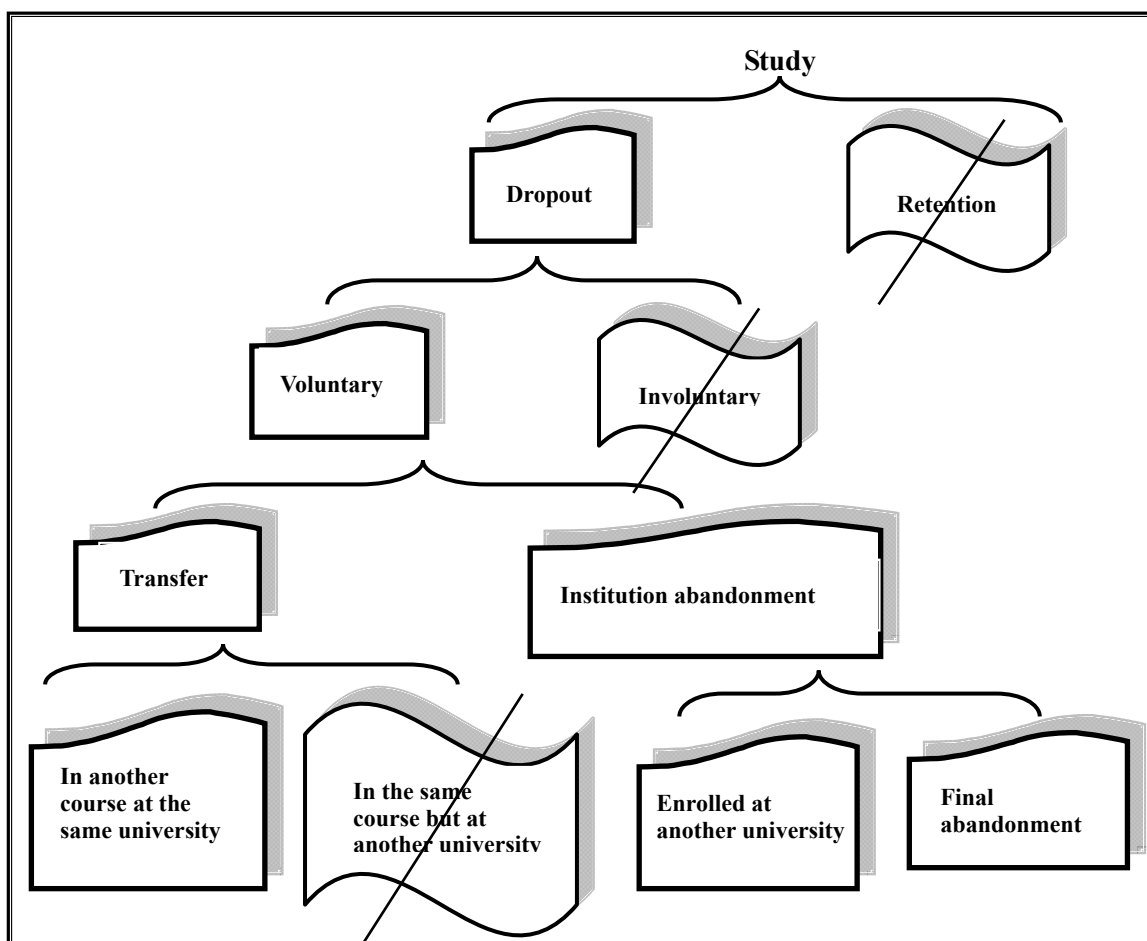 Study
Dropout
Retention
Voluntary
Involuntary
Transfer
Institution abandonment
In another
course at the
same university
In the same
course but at
another university
Enrolled at
another university
Final
abandonment